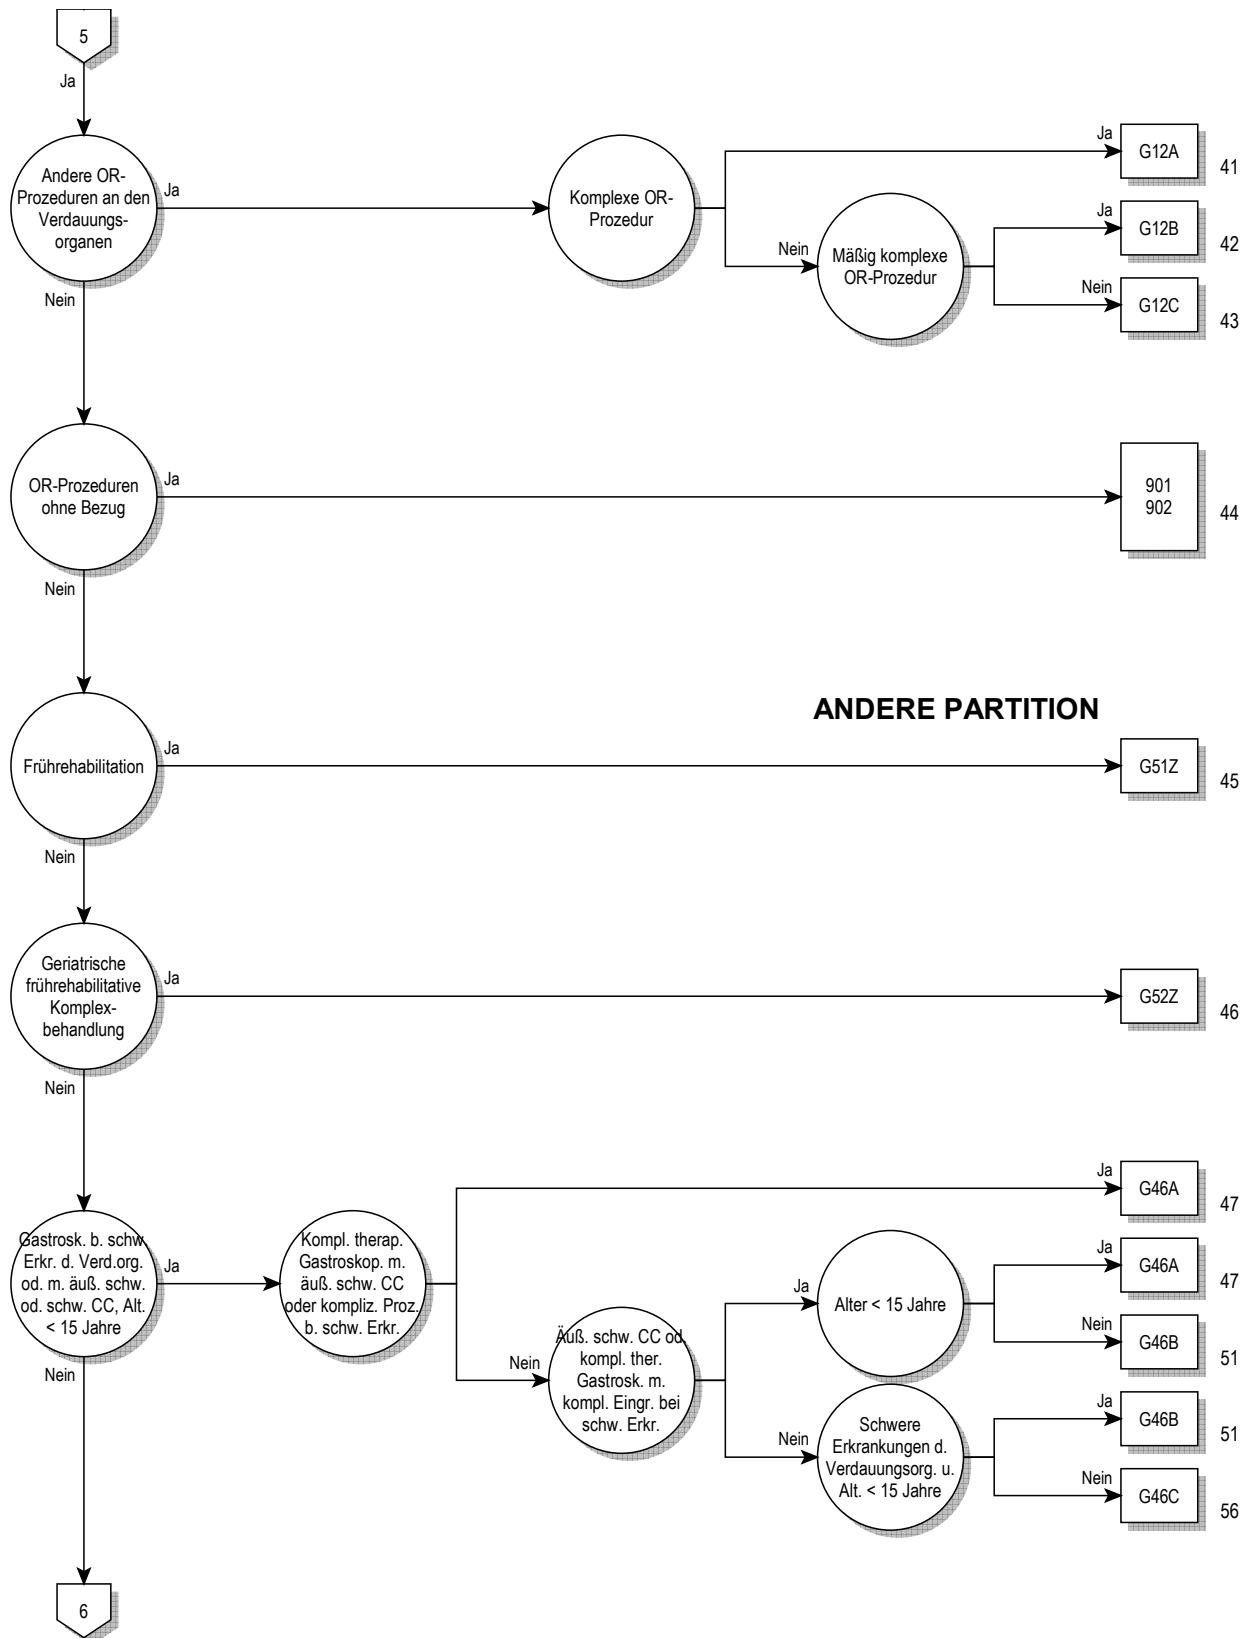 5
Ja
Andere OR-
Prozeduren an den
Verdauungs-
organen
Ja
Komplexe OR-
Prozedur
Ja
G12A
41
Nein
Mäßig komplexe
OR-Prozedur
Ja
G12B
42
Nein
G12C
43
Nein
OR-Prozeduren
ohne Bezug
Ja
901
902
44
Nein
ANDERE PARTITION
Frührehabilitation
Ja
G51Z
45
Nein
Geriatrische
frührehabilitative
Komplex-
behandlung
Ja
G52Z
46
Nein
Gastrosk. b. schw.
Erkr. d. Verd.org.
od. m. äuß. schw.
od. schw. CC, Alt.
< 15 Jahre
Ja
Kompl. therap.
Gastroskop. m.
äuß. schw. CC
oder kompliz. Proz.
b. schw. Erkr.
Ja
G46A
47
Nein
Äuß. schw. CC od.
kompl. ther.
Gastrosk. m.
kompl. Eingr. bei
schw. Erkr.
Ja
Alter < 15 Jahre
Ja
G46A
47
Nein
G46B
51
Nein
Schwere
Erkrankungen d.
Verdauungsorg. u.
Alt. < 15 Jahre
Ja
G46B
51
Nein
G46C
56
Nein
6